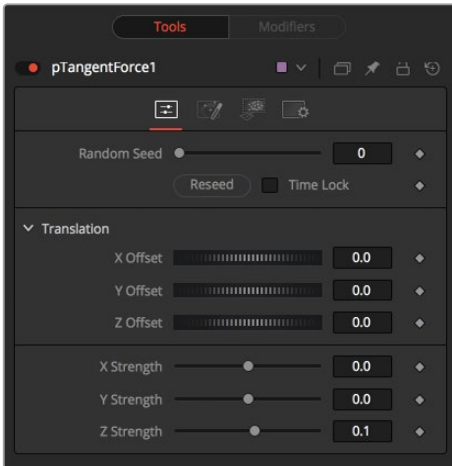 Tools Modifiers
pTangentForce1
Random Seed 0
Reseed Time Lock
Translation
X Offset 0.0
Y Offset 0.0
Z Offset 0.0
X Strength 0.0
Y Strength 0.0
Z Strength 0.1